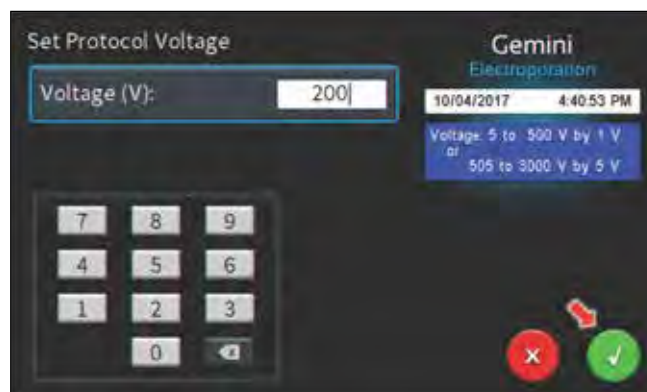 Set Protocol Voltage
Voltage (V): 200
Gemini
Electroporation
10/04/2017 4:40:53 PM
Voltage: 5 to 500 V by 1 V
or
505 to 3000 V by 5 V
7 8 9
4 5 6
1 2 3
0